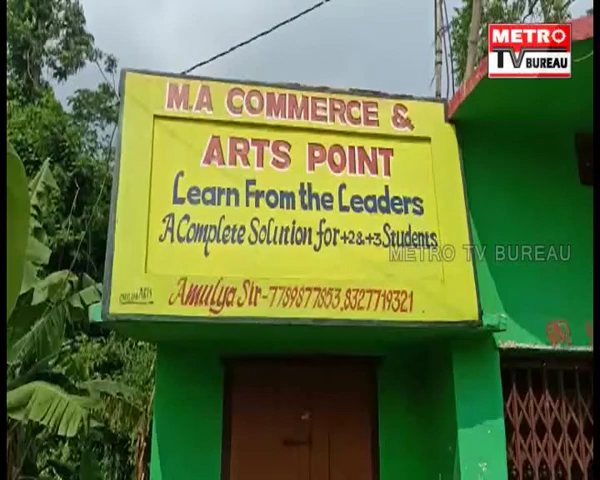 METRO
TV BUREAU
M.A COMMERCE &
ARTS POINT
Learn From the Leaders
A Complete Solution for +2 & +3 Students
METRO TV BUREAU
Amulya Sir-7789877853, 8327719321